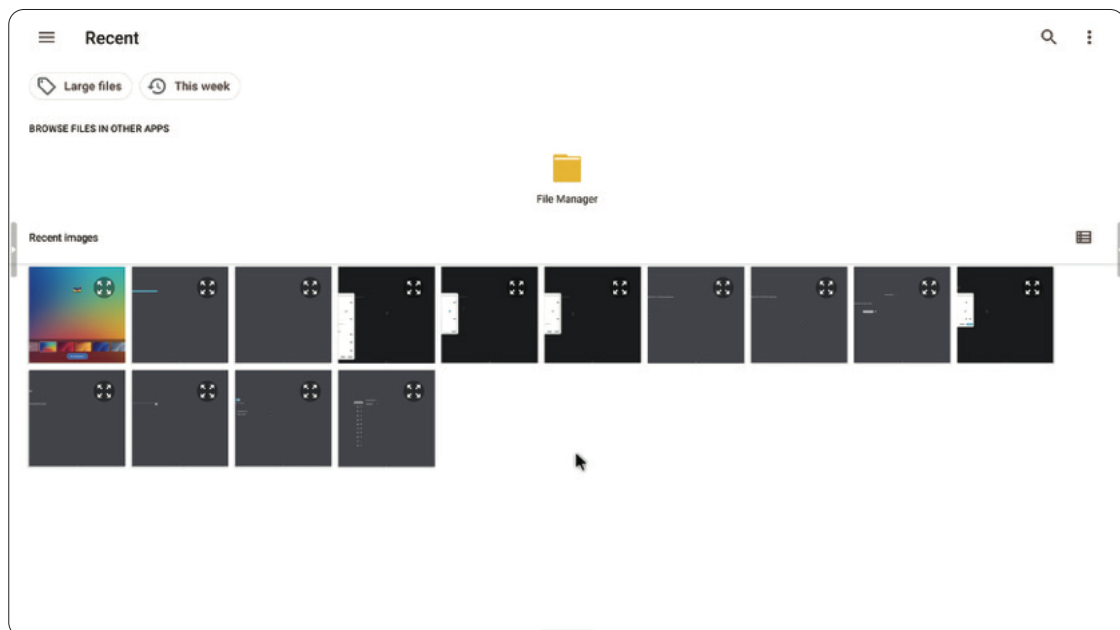 Recent
Large files
This week
BROWSE FILES IN OTHER APPS
File Manager
Recent images